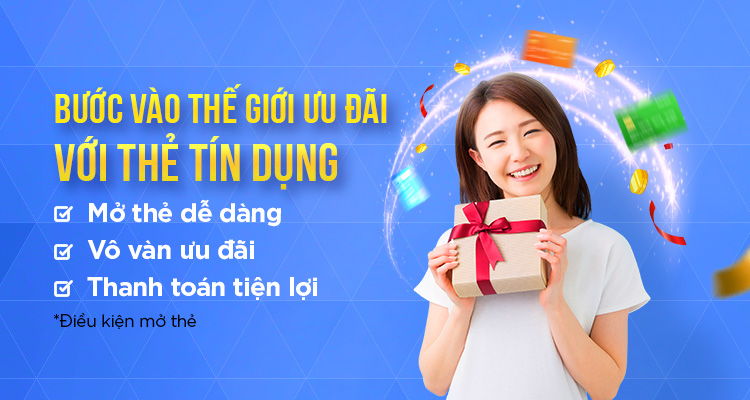 BƯỚC VÀO THẾ GIỚI ƯU ĐÃI
VỚI THẺ TÍN DỤNG
Mở thẻ dễ dàng
Vô vàn ưu đãi
Thanh toán tiện lợi
*Điều kiện mở thẻ